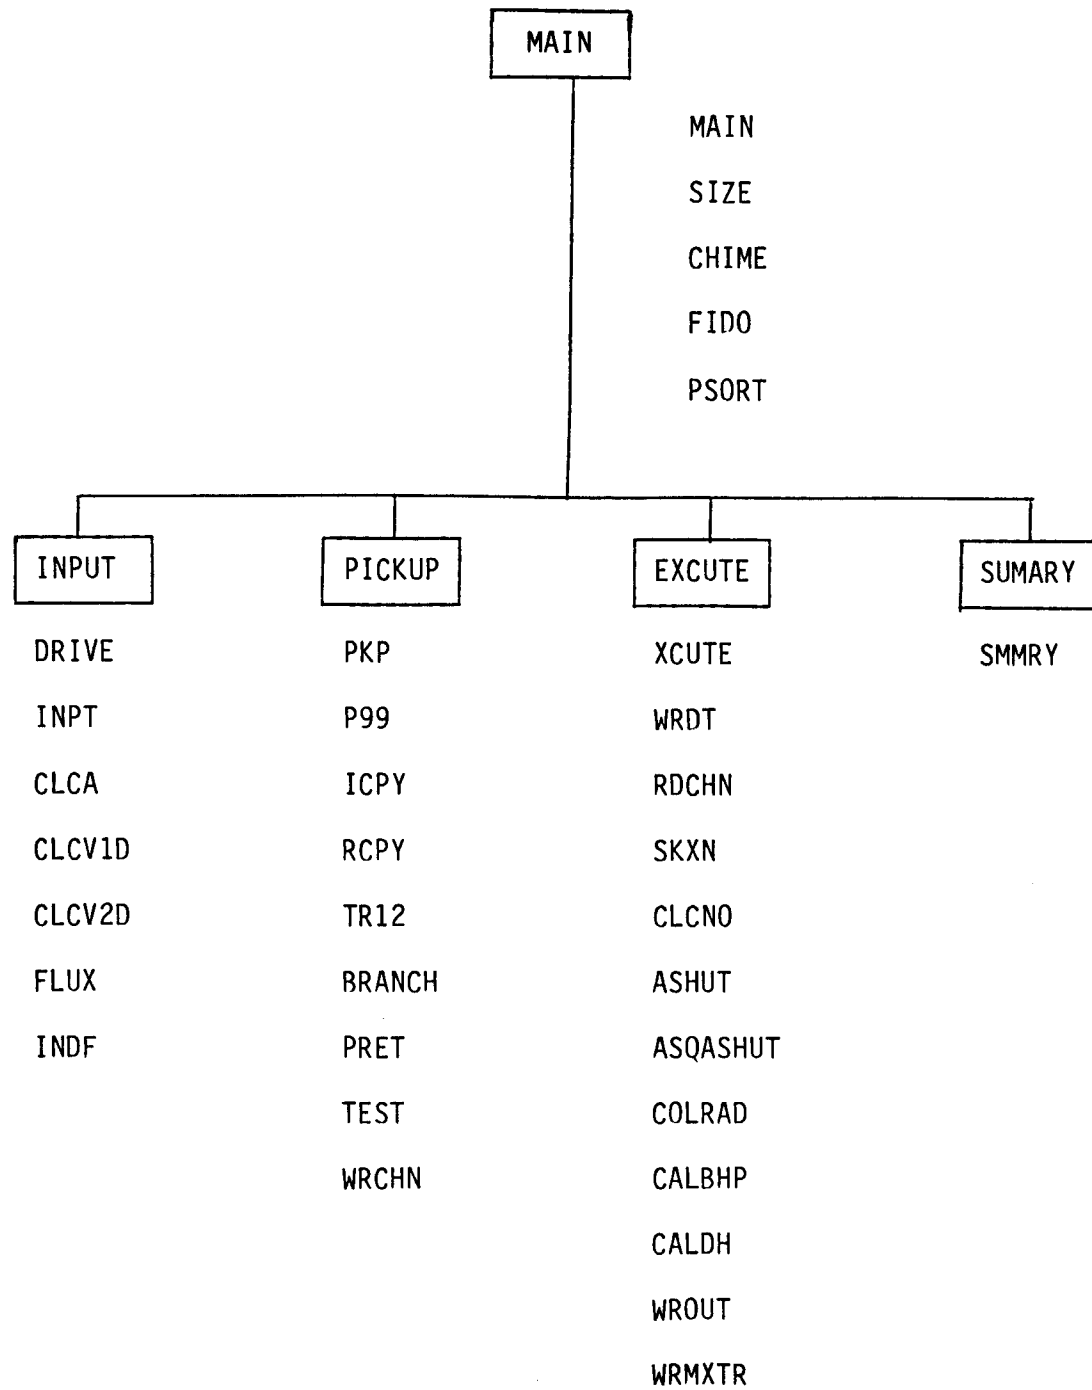 MAIN
MAIN
SIZE
CHIME
FIDO
PSORT
INPUT
DRIVE
INPT
CLCA
CLCV1D
CLCV2D
FLUX
INDF
PICKUP
PKP
P99
ICPY
RCPY
TR12
BRANCH
PRET
TEST
WRCHN
EXCUTE
XCUTE
WRDT
RDCHN
SKXN
CLCNO
ASHUT
ASQASHUT
COLRAD
CALBHP
CALDH
WROUT
WRMXTR
SUMARY
SMMRY